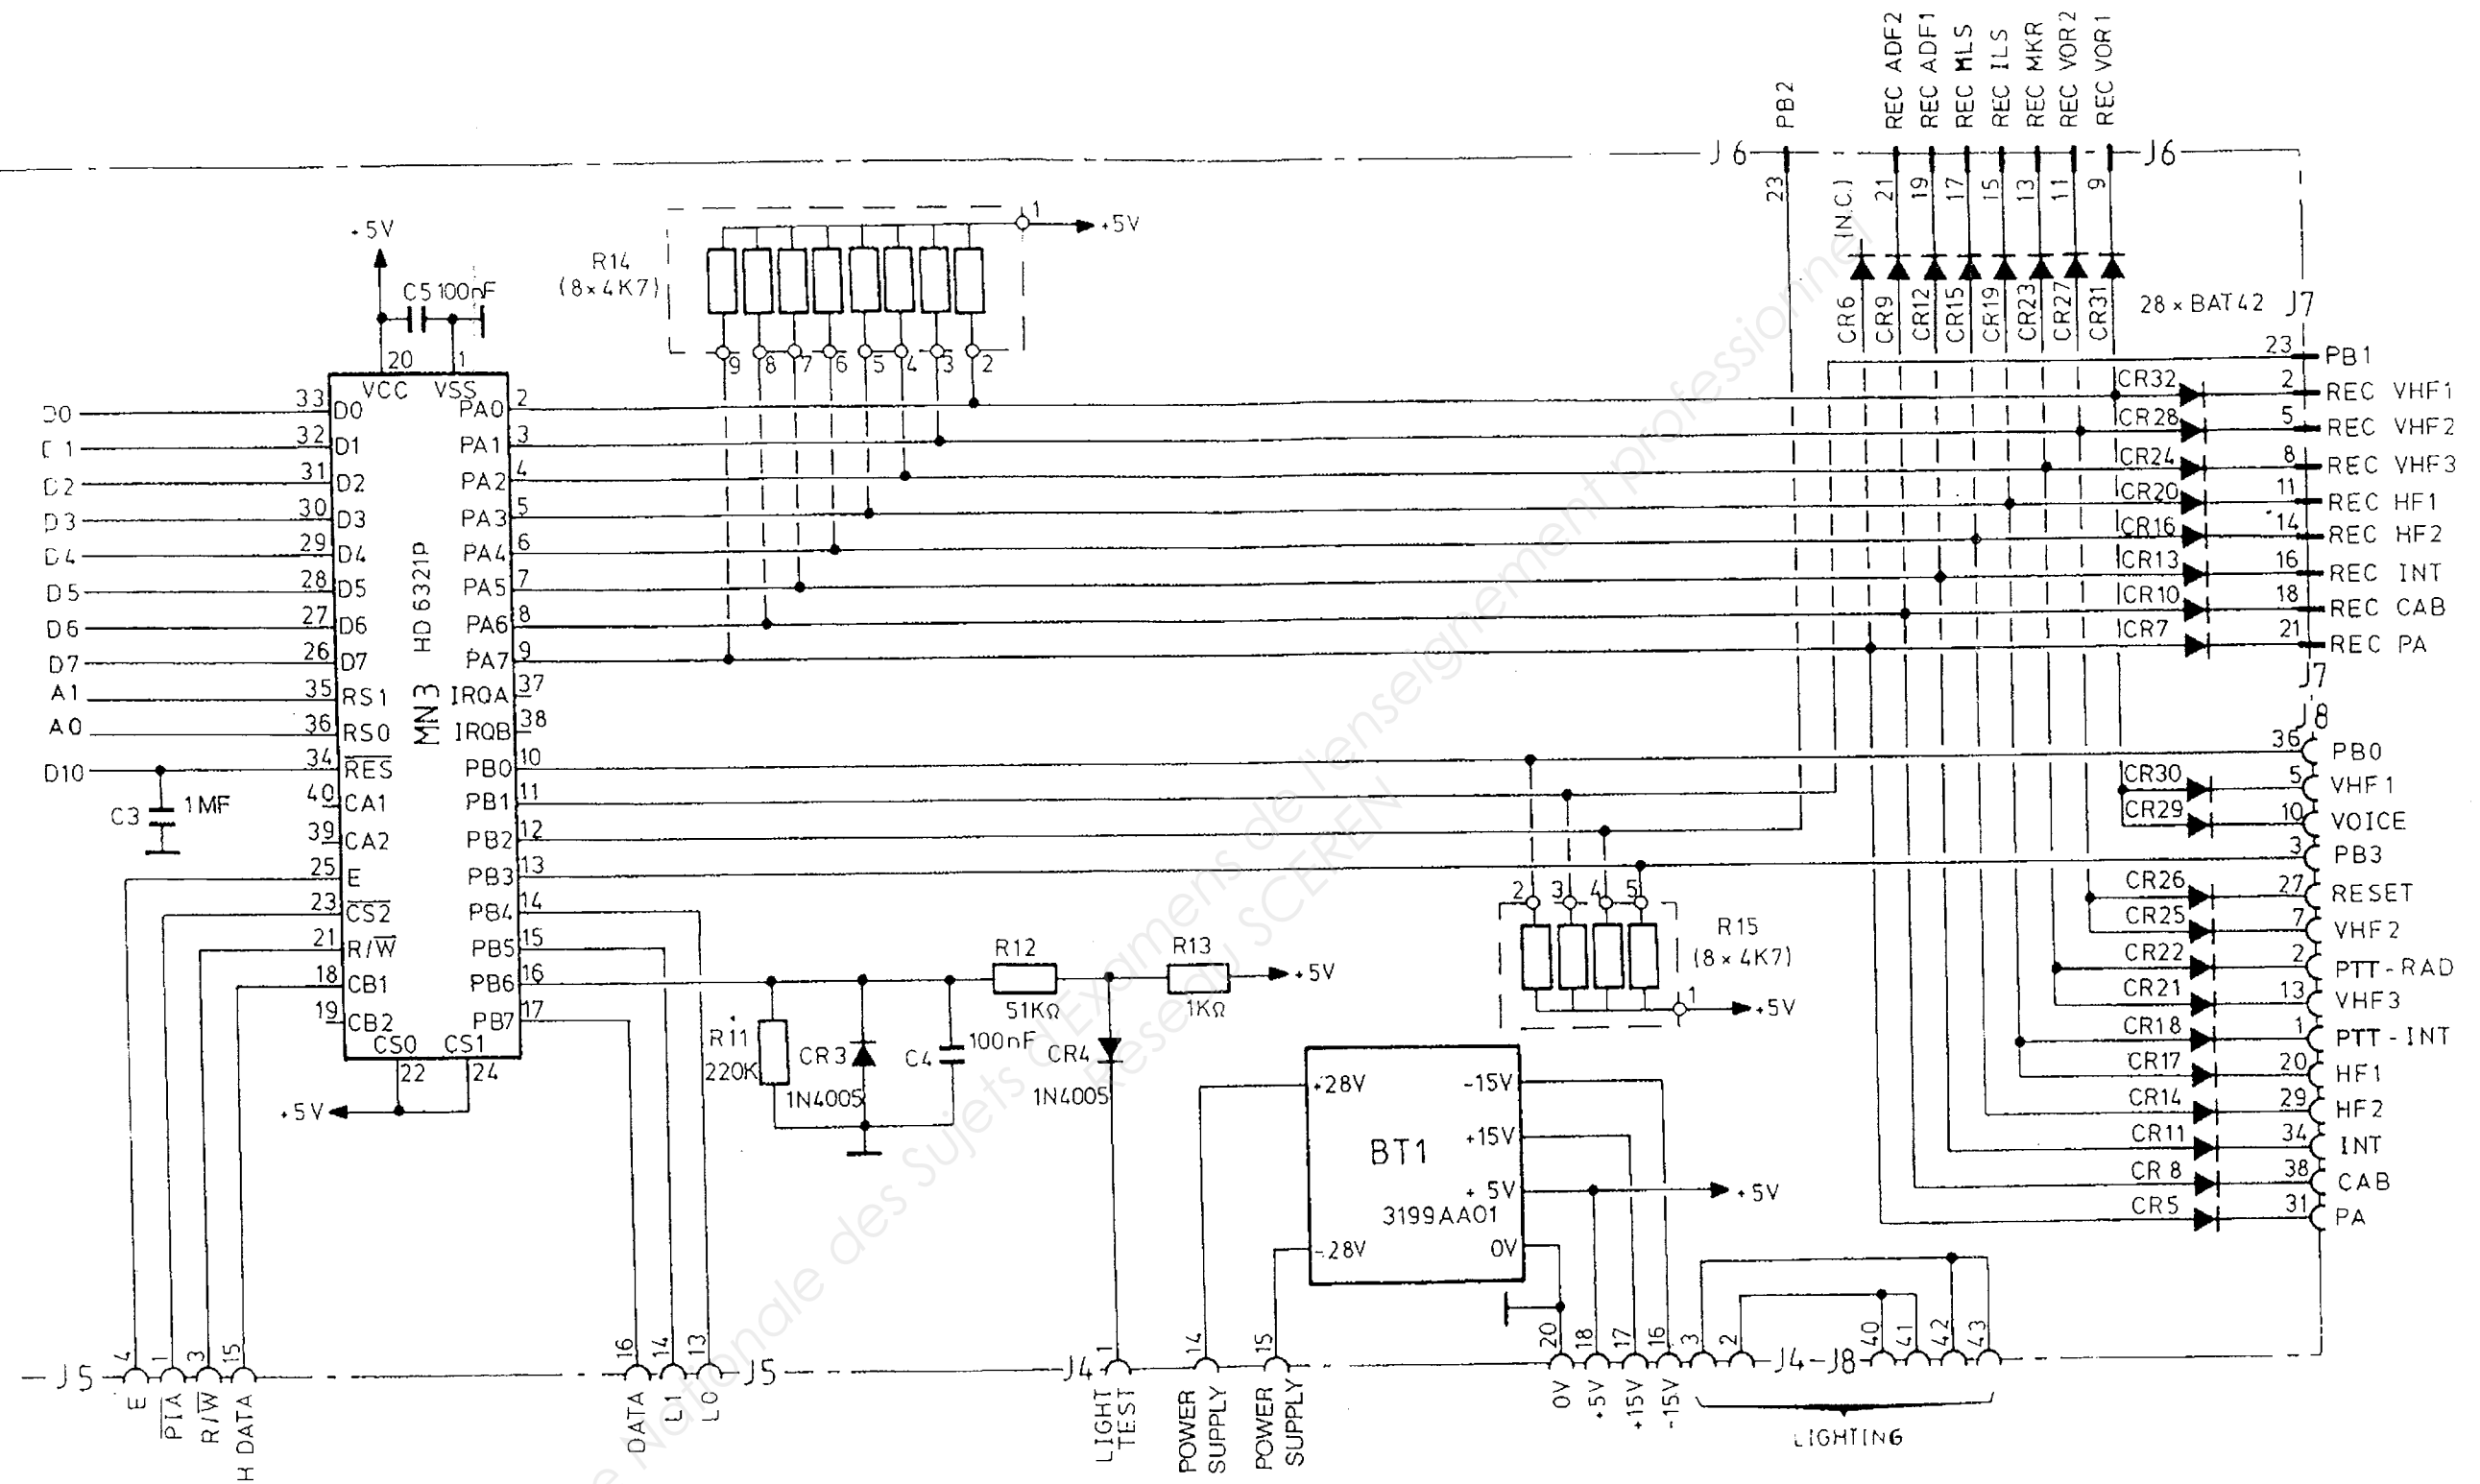 REC ADF2
REC ADF1
REC MLS
REC ILS
REC MKR
REC VOR2
REC VOR1
PB2
J6
J6
23
(N.C.)
21
19
17
15
13
11
9
+5V
C5 100nF
R14
(8×4K7)
1
+5V
9 8 7 6 5 4 3 2
CR6
CR9
CR12
CR15
CR19
CR23
CR27
CR31
28×BAT42
J7
23 PB1
CR32 2 REC VHF1
CR28 5 REC VHF2
CR24 8 REC VHF3
CR20 11 REC HF1
CR16 14 REC HF2
CR13 16 REC INT
CR10 18 REC CAB
CR7 21 REC PA
J7
J8
20 1
VCC VSS
D0 33 D0 PA0 2
D1 32 D1 PA1 3
D2 31 D2 PA2 4
D3 30 D3 PA3 5
D4 29 D4 PA4 6
D5 28 D5 PA5 7
D6 27 D6 PA6 8
D7 26 D7 PA7 9
A1 35 RS1 IRQA 37
A0 36 RS0 IRQB 38
D10 34 RES PB0 10
40 CA1 PB1 11
39 CA2 PB2 12
25 E PB3 13
23 CS2 PB4 14
21 R/W PB5 15
18 CB1 PB6 16
19 CB2 PB7 17
CS0 CS1
22 24
+5V
HD6321P
MN3
C3 1MF
36 PB0
CR30 5 VHF1
CR29 10 VOICE
3 PB3
CR26 27 RESET
CR25 7 VHF2
CR22 2 PTT-RAD
CR21 13 VHF3
CR18 1 PTT-INT
CR17 20 HF1
CR14 29 HF2
CR11 34 INT
CR8 38 CAB
CR5 31 PA
2 3 4 5
R15
(8×4K7)
1
+5V
R12
51KΩ
R13
1KΩ
+5V
R11
220K
CR3
1N4005
C4
100nF
CR4
1N4005
+28V -15V
+15V
BT1
+5V
+5V
3199AA01
-28V 0V
J5
4
1
3
15
E
PIA
R/W
H DATA
16
14
13
J5
DATA
L1
L0
J4
1
14
15
LIGHT TEST
POWER SUPPLY
POWER SUPPLY
20
18
17
16
3
2
J4-J8
40
41
42
43
0V
+5V
+15V
-15V
LIGHTING
Nationale des Sujets d'Examens de l'enseignement professionnel
Réseau SCEREN